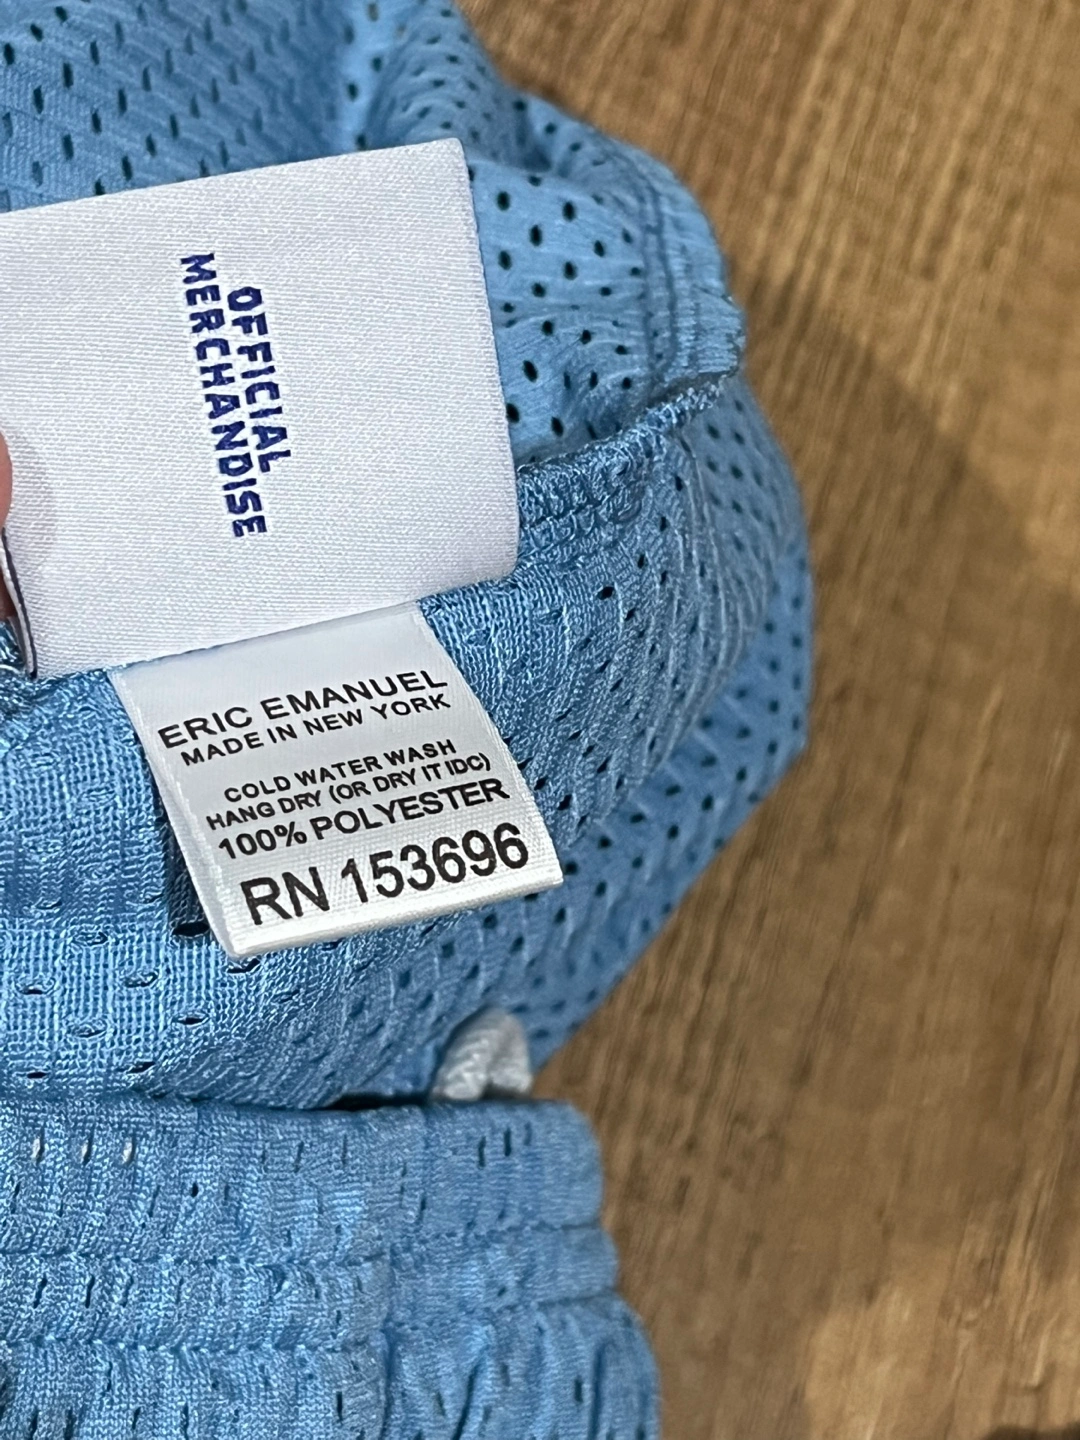 OFFICIAL
MERCHANDISE
ERIC EMANUEL
MADE IN NEW YORK
COLD WATER WASH
HANG DRY (OR DRY IT IDC)
100% POLYESTER
RN 153696